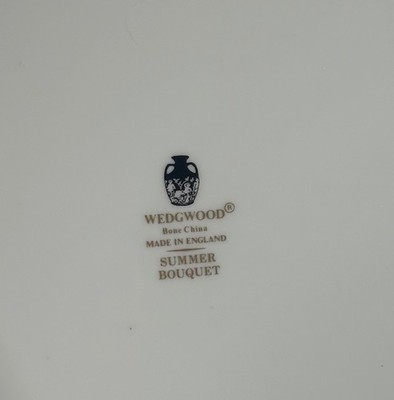 WEDGWOOD®
Bone China
MADE IN ENGLAND
SUMMER
BOUQUET